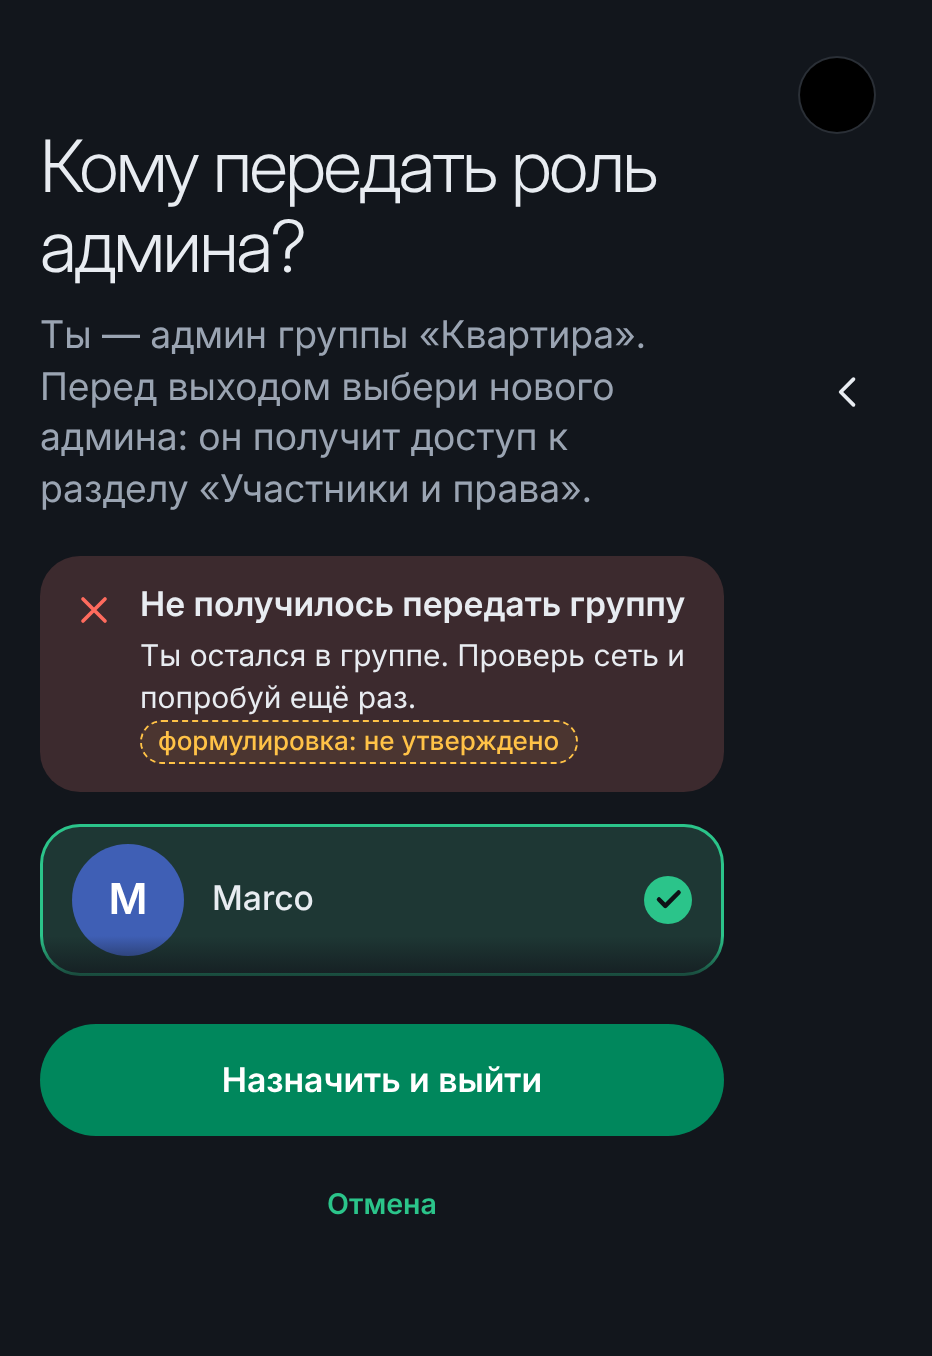 Кому передать роль
админа?
Ты — админ группы «Квартира».
Перед выходом выбери нового
админа: он получит доступ к
разделу «Участники и права».
Не получилось передать группу
Ты остался в группе. Проверь сеть и
попробуй ещё раз.
формулировка: не утверждено
M
Marco
Назначить и выйти
Отмена